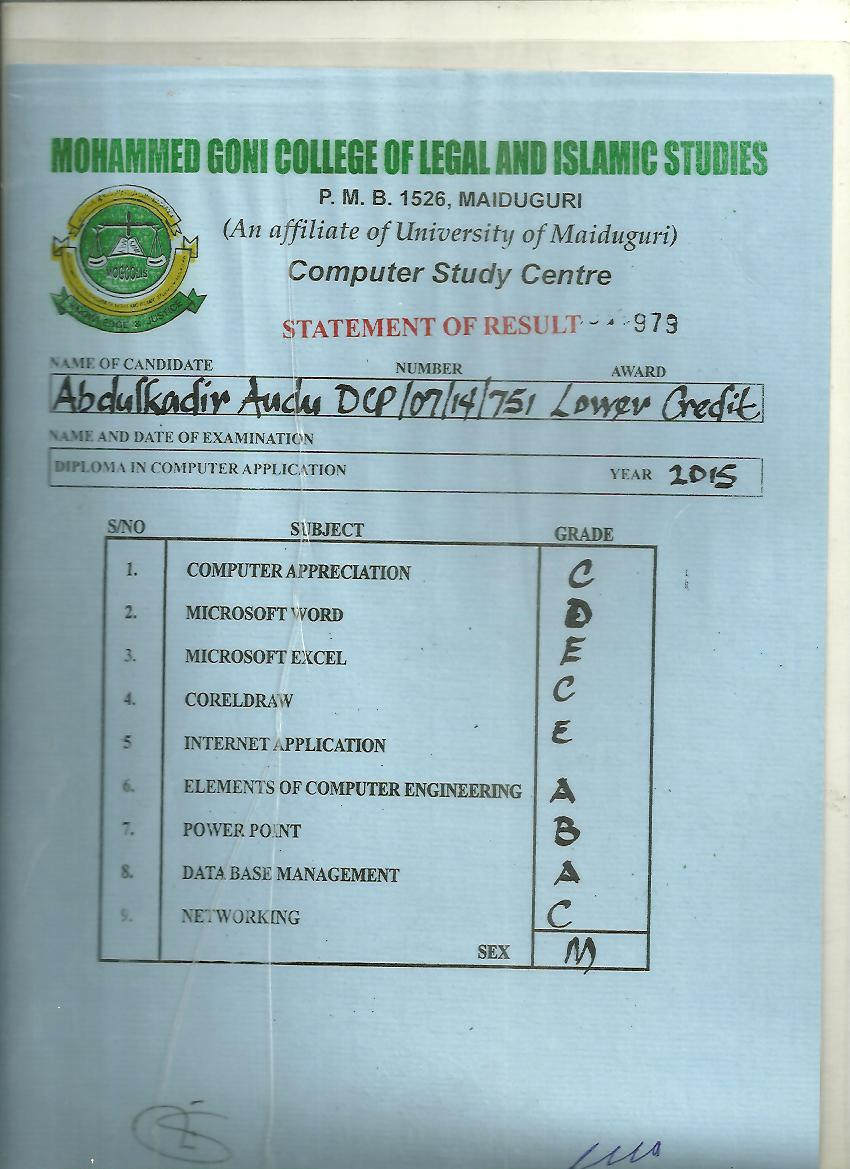 MOHAMMED GONI COLLEGE OF LEGAL AND ISLAMIC STUDIES
P. M. B. 1526, MAIDUGURI
(An affiliate of University of Maiduguri)
Computer Study Centre
MOGCOLIS
KNOWLEDGE & JUSTICE
STATEMENT OF RESULT 979
NAME OF CANDIDATE NUMBER AWARD
Abdulkadir Audu DCP/07/14/751 Lower Credit
NAME AND DATE OF EXAMINATION
DIPLOMA IN COMPUTER APPLICATION YEAR 2015
S/NO SUBJECT GRADE
1. COMPUTER APPRECIATION C
2. MICROSOFT WORD D
3. MICROSOFT EXCEL E
4. CORELDRAW C
5 INTERNET APPLICATION E
6. ELEMENTS OF COMPUTER ENGINEERING A
7. POWER POINT B
8. DATA BASE MANAGEMENT A
9. NETWORKING C
SEX M